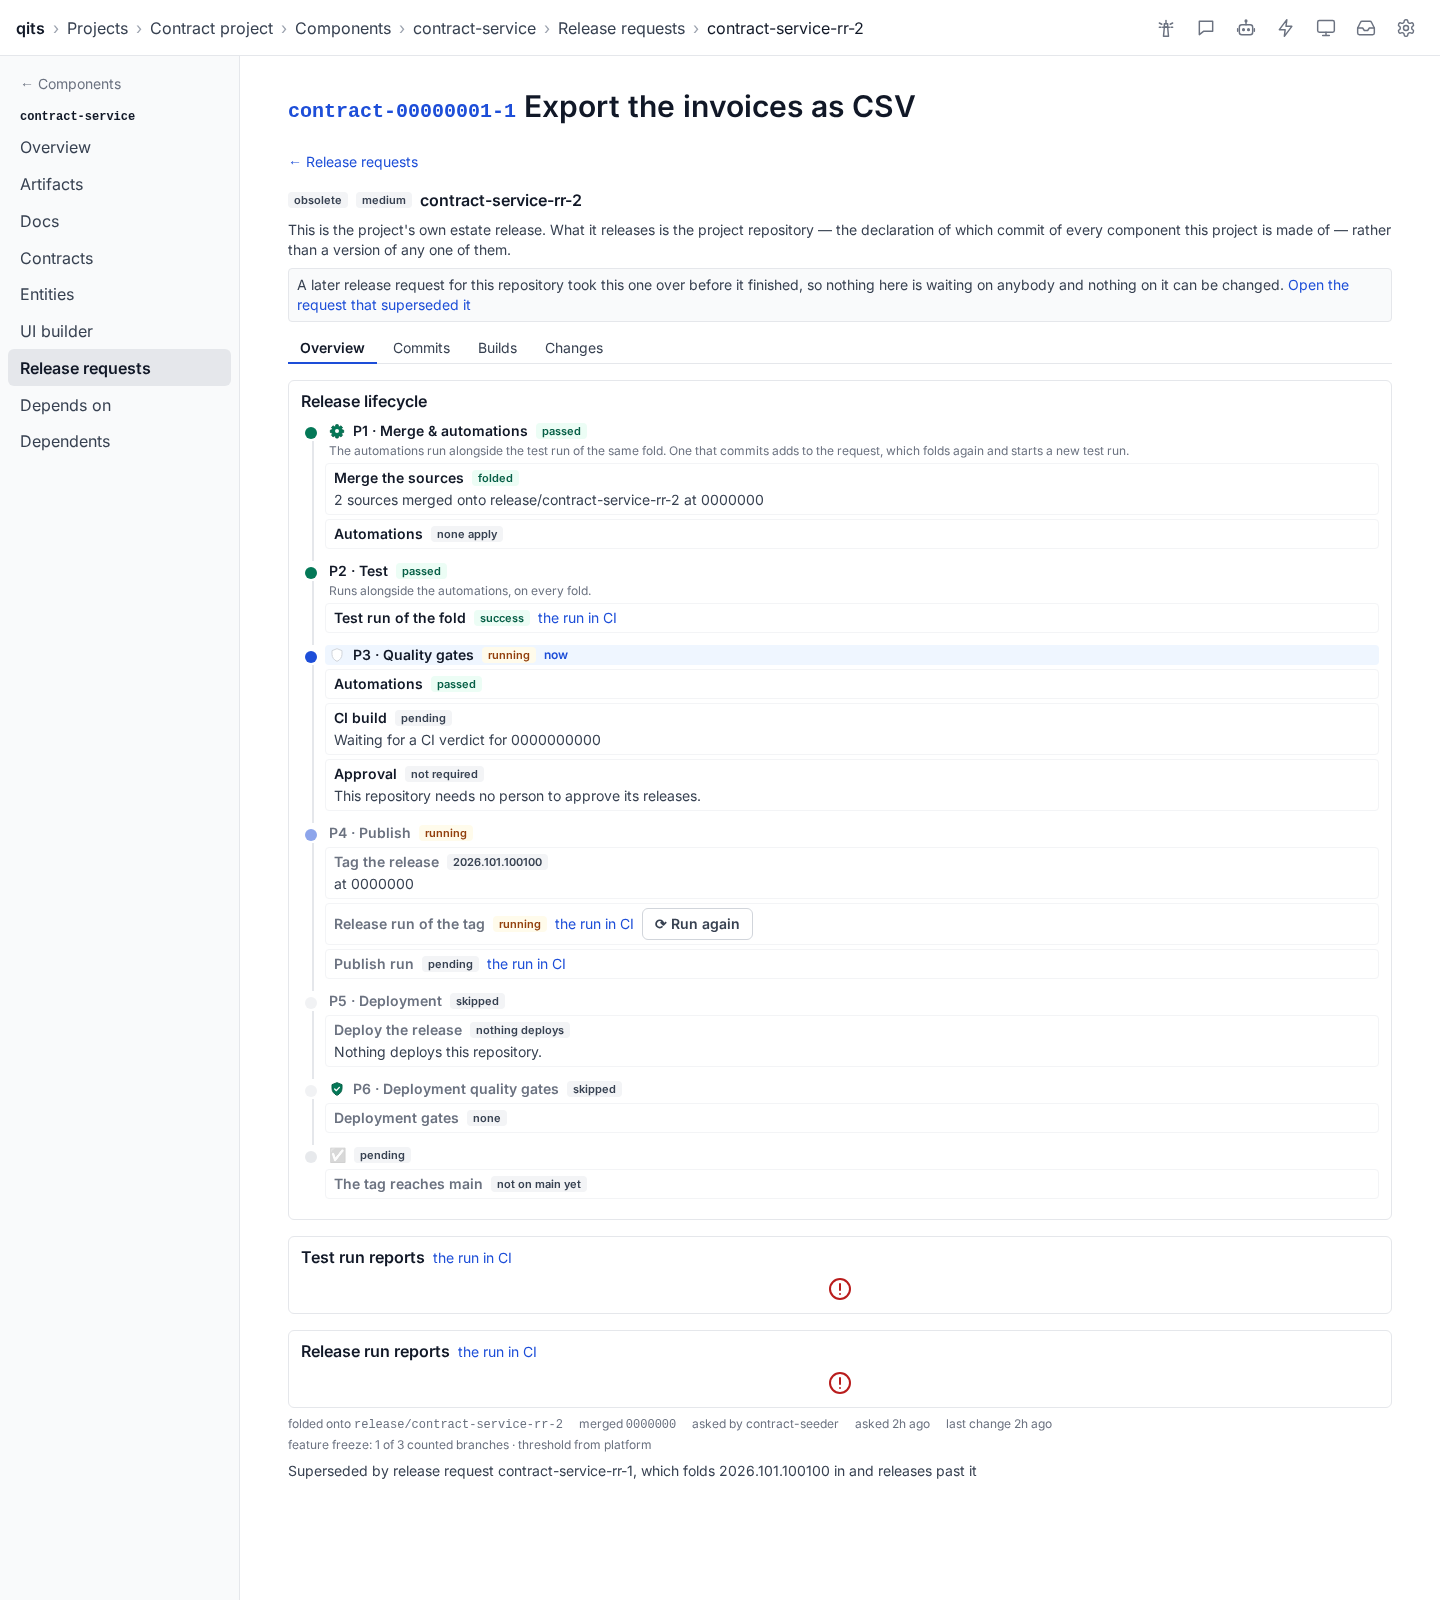 qits › Projects › Contract project › Components › contract-service › Release requests › contract-service-rr-2
← Components
contract-service
Overview
Artifacts
Docs
Contracts
Entities
UI builder
Release requests
Depends on
Dependents
contract-00000001-1 Export the invoices as CSV
← Release requests
obsolete medium contract-service-rr-2
This is the project's own estate release. What it releases is the project repository — the declaration of which commit of every component this project is made of — rather
than a version of any one of them.
A later release request for this repository took this one over before it finished, so nothing here is waiting on anybody and nothing on it can be changed. Open the
request that superseded it
Overview Commits Builds Changes
Release lifecycle
P1 · Merge & automations passed
The automations run alongside the test run of the same fold. One that commits adds to the request, which folds again and starts a new test run.
Merge the sources folded
2 sources merged onto release/contract-service-rr-2 at 0000000
Automations none apply
P2 · Test passed
Runs alongside the automations, on every fold.
Test run of the fold success the run in CI
P3 · Quality gates running now
Automations passed
CI build pending
Waiting for a CI verdict for 0000000000
Approval not required
This repository needs no person to approve its releases.
P4 · Publish running
Tag the release 2026.101.100100
at 0000000
Release run of the tag running the run in CI ⟳ Run again
Publish run pending the run in CI
P5 · Deployment skipped
Deploy the release nothing deploys
Nothing deploys this repository.
P6 · Deployment quality gates skipped
Deployment gates none
☑ pending
The tag reaches main not on main yet
Test run reports the run in CI
Release run reports the run in CI
folded onto release/contract-service-rr-2 merged 0000000 asked by contract-seeder asked 2h ago last change 2h ago
feature freeze: 1 of 3 counted branches · threshold from platform
Superseded by release request contract-service-rr-1, which folds 2026.101.100100 in and releases past it